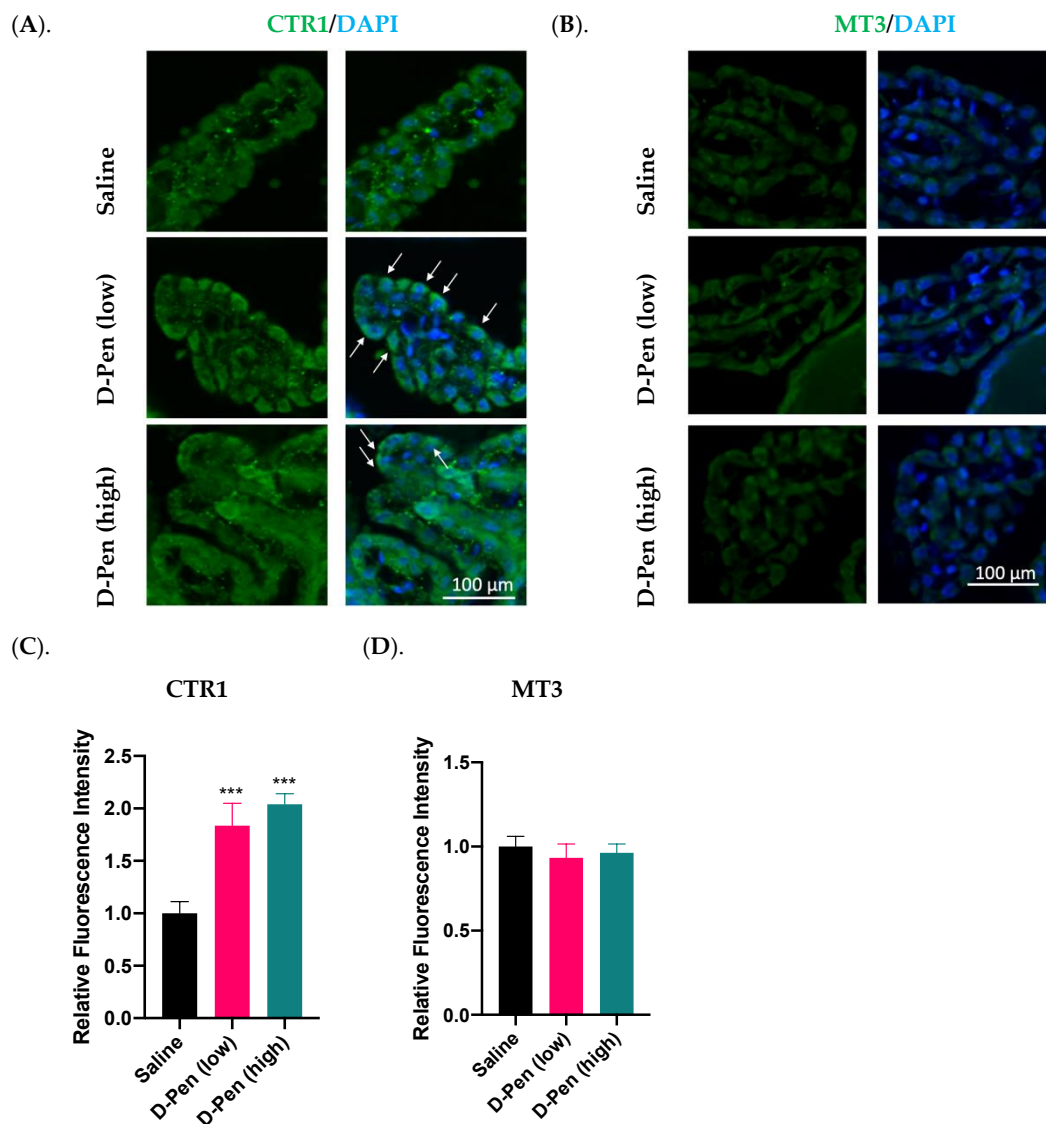 (A).
CTR1/DAPI
(B).
MT3/DAPI
Saline
D-Pen (low)
D-Pen (high)
100 µm
Saline
D-Pen (low)
D-Pen (high)
100 µm
(C).
CTR1
Relative Fluorescence Intensity
2.5
2.0
1.5
1.0
0.5
0.0
***
***
Saline
D-Pen (low)
D-Pen (high)
(D).
MT3
Relative Fluorescence Intensity
1.5
1.0
0.5
0.0
Saline
D-Pen (low)
D-Pen (high)